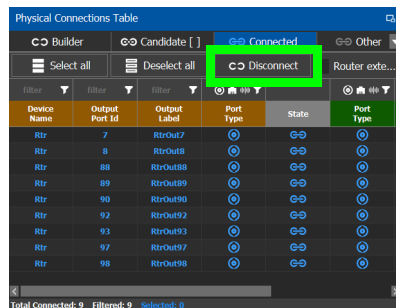 Physical Connections Table
Builder Candidate [ ] Connected Other
Select all Deselect all Disconnect Router exte...
filter filter filter
Device Name Output Port Id Output Label Port Type State Port Type
Rtr 7 RtrOut7
Rtr 8 RtrOut8
Rtr 88 RtrOut88
Rtr 89 RtrOut89
Rtr 90 RtrOut90
Rtr 92 RtrOut92
Rtr 93 RtrOut93
Rtr 97 RtrOut97
Rtr 98 RtrOut98
Total Connected: 9 Filtered: 9 Selected: 0